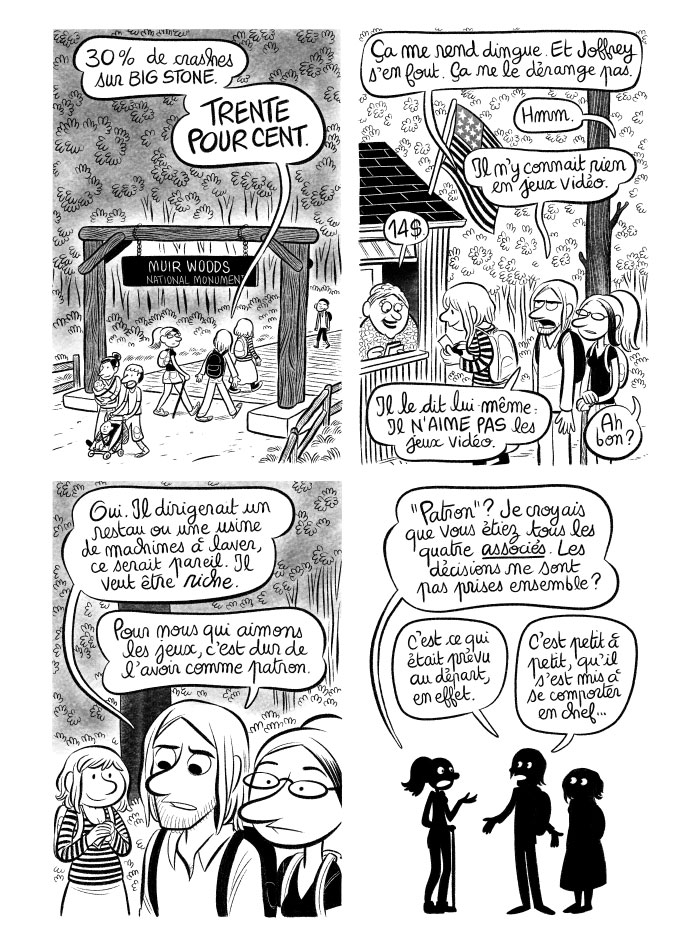 30% de crashes
sur BIG STONE.
TRENTE
POUR CENT.
MUIR WOODS
NATIONAL MONUMENT
Ça me rend dingue. Et Joffrey
s'en fout. Ça ne le dérange pas.
Hmm.
Il n'y connait rien
en jeux vidéo.
14$.
Il le dit lui-même:
Il N'AIME PAS les
jeux vidéo.
Ah
bon?
Oui. Il dirigerait un
restau ou une usine
de machines à laver,
ce serait pareil. Il
veut être riche.
Pour nous qui aimons
les jeux, c'est dur de
l'avoir comme patron.
"Patron"? Je croyais
que vous étiez tous les
quatre associés. Les
décisions ne sont
pas prises ensemble?
C'est ce qui
était prévu
au départ,
en effet.
C'est petit à
petit, qu'il
s'est mis à
se comporter
en chef...